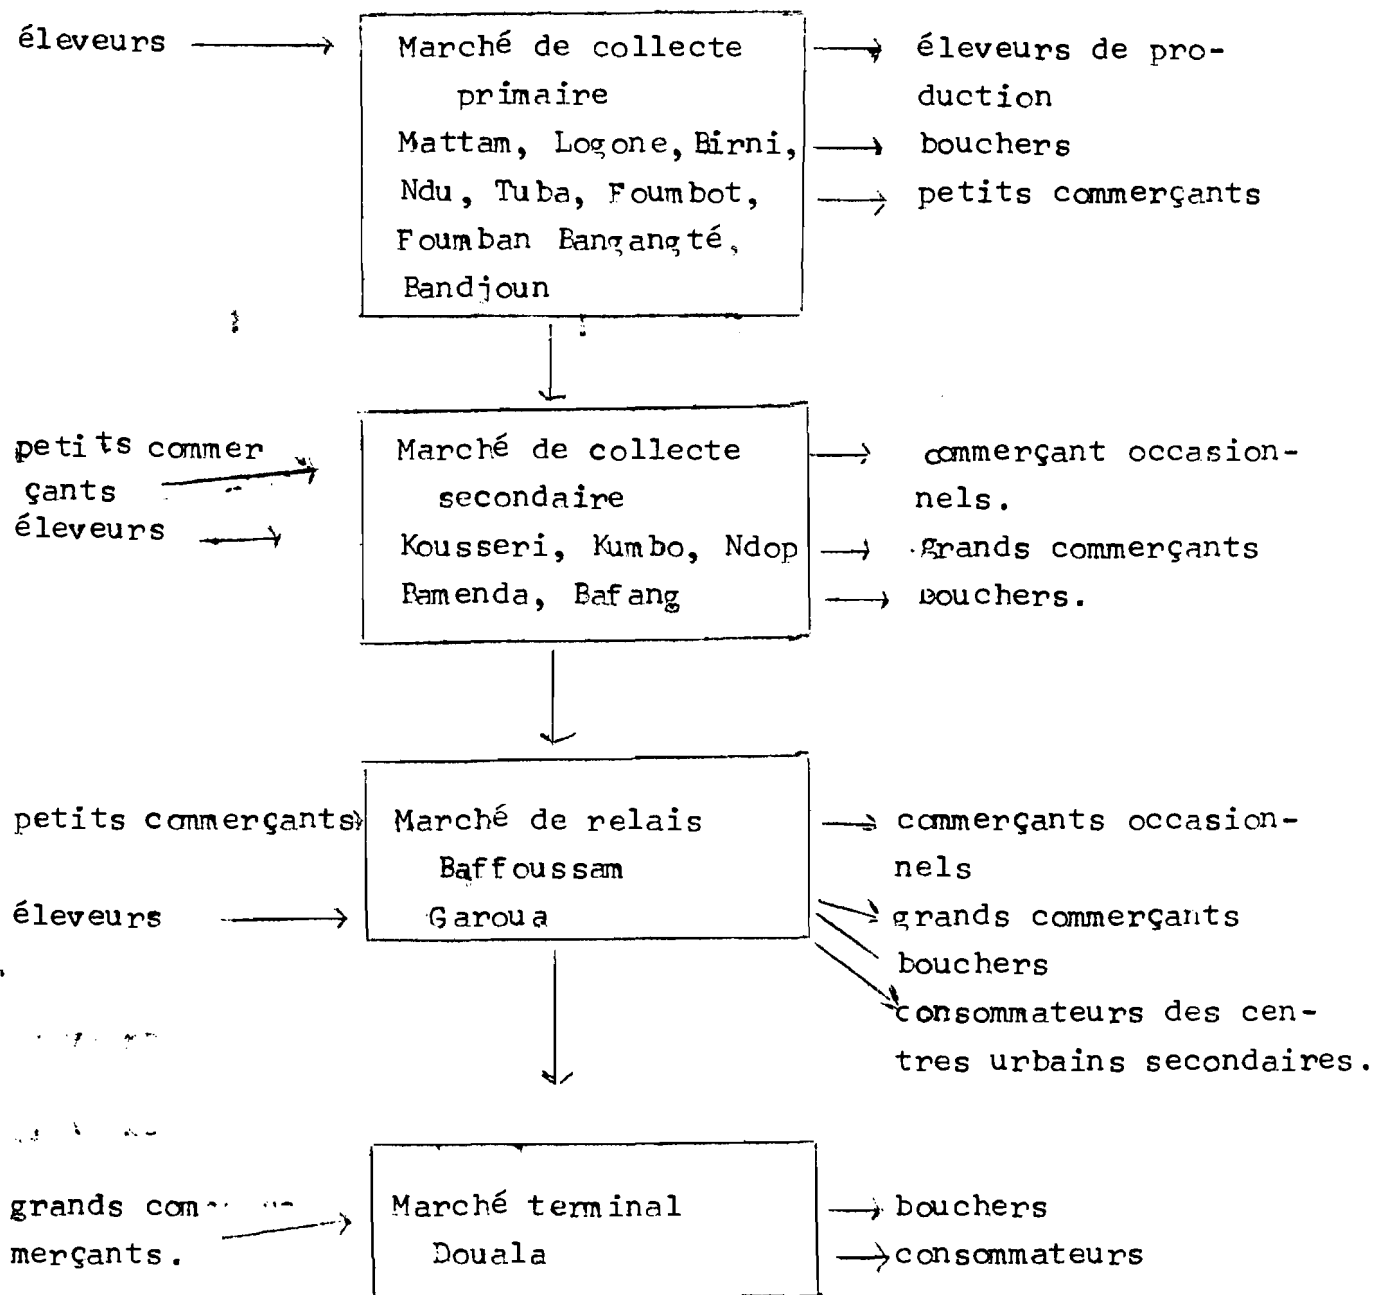 éleveurs
Marché de collecte
primaire
Mattam, Logone, Birni,
Ndu, Tuba, Foumbot,
Foumban Bangangté,
Bandjoun
éleveurs de pro-
duction
bouchers
petits commerçants
petits commer
çants
éleveurs
Marché de collecte
secondaire
Kousseri, Kumbo, Ndop
Bamenda, Bafang
commerçant occasion-
nels.
grands commerçants
bouchers.
petits commerçants
éleveurs
Marché de relais
Baffoussam
Garoua
commerçants occasion-
nels
grands commerçants
bouchers
consommateurs des cen-
tres urbains secondaires.
grands com
merçants.
Marché terminal
Douala
bouchers
consommateurs